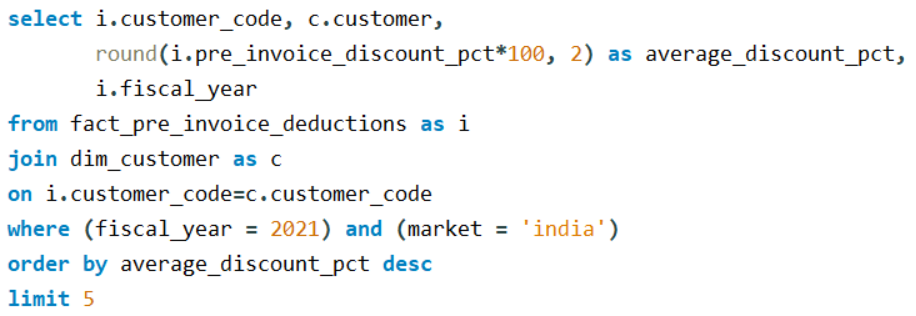 select i.customer_code, c.customer,
round(i.pre_invoice_discount_pct*100, 2) as average_discount_pct,
i.fiscal_year
from fact_pre_invoice_deductions as i
join dim_customer as c
on i.customer_code=c.customer_code
where (fiscal_year = 2021) and (market = 'india')
order by average_discount_pct desc
limit 5